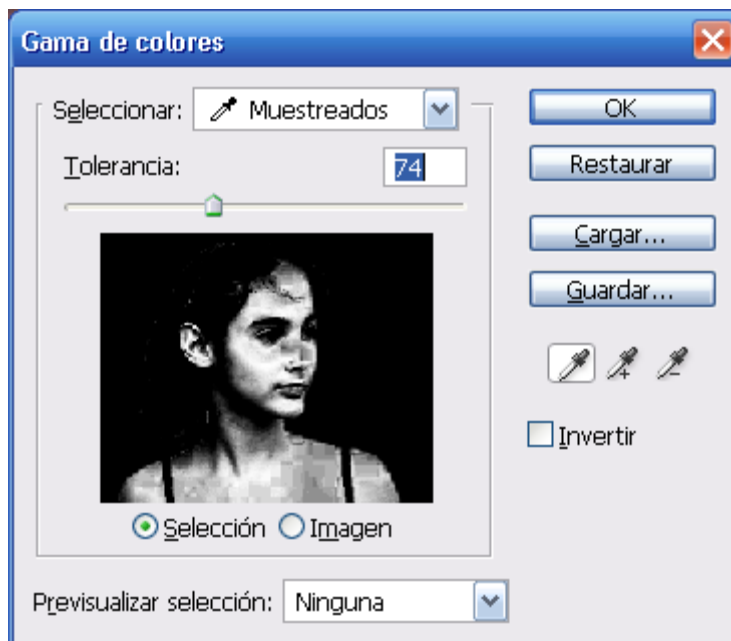 Gama de colores
Seleccionar: Muestreados
Tolerancia: 74
Selección Imagen
Previsualizar selección: Ninguna
OK
Restaurar
Cargar...
Guardar...
Invertir